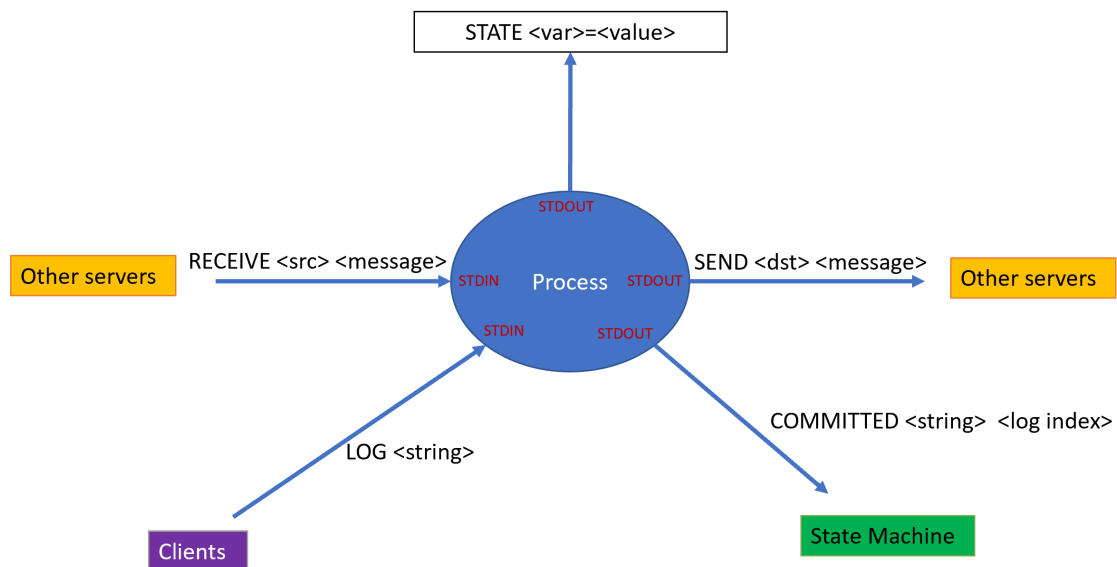 STATE <var>=<value>
STDOUT
Other servers
RECEIVE <src> <message>
STDIN
Process
STDOUT
SEND <dst> <message>
Other servers
STDIN
STDOUT
LOG <string>
COMMITTED <string> <log index>
Clients
State Machine